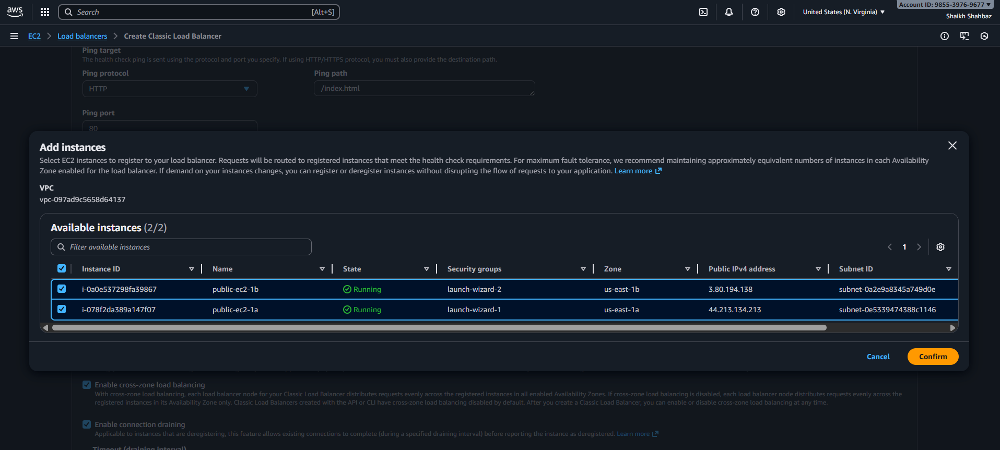 aws
Search
[Alt+S]
United States (N. Virginia)
Account ID: 9855-3976-9677
Shaikh Shahbaz
EC2
Load balancers
Create Classic Load Balancer
Ping target
The health check ping is sent using the protocol and port you specify. If using HTTP/HTTPS protocol, you must also provide the destination path.
Ping protocol
Ping path
HTTP
/index.html
Ping port
80
Add instances
Select EC2 instances to register to your load balancer. Requests will be routed to registered instances that meet the health check requirements. For maximum fault tolerance, we recommend maintaining approximately equivalent numbers of instances in each Availability
Zone enabled for the load balancer. If demand on your instances changes, you can register or deregister instances without disrupting the flow of requests to your application. Learn more
VPC
vpc-097ad9c5658d64137
Available instances (2/2)
Filter available instances
1
Instance ID Name State Security groups Zone Public IPv4 address Subnet ID
i-0a0e537298fa39867 public-ec2-1b Running launch-wizard-2 us-east-1b 3.80.194.138 subnet-0a2e9a8345a749d0e
i-078f2da389a147f07 public-ec2-1a Running launch-wizard-1 us-east-1a 44.213.134.213 subnet-0e5339474388c1146
Cancel
Confirm
Enable cross-zone load balancing
With cross-zone load balancing, each load balancer node for your Classic Load Balancer distributes requests evenly across the registered instances in all enabled Availability Zones. If cross-zone load balancing is disabled, each load balancer node distributes requests evenly across the
registered instances in its Availability Zone only. Classic Load Balancers created with the API or CLI have cross-zone load balancing disabled by default. After you create a Classic Load Balancer, you can enable or disable cross-zone load balancing at any time.
Enable connection draining
Applicable to instances that are deregistering, this feature allows existing connections to complete (during a specified draining interval) before reporting the instance as deregistered. Learn more
Timeout (draining interval)